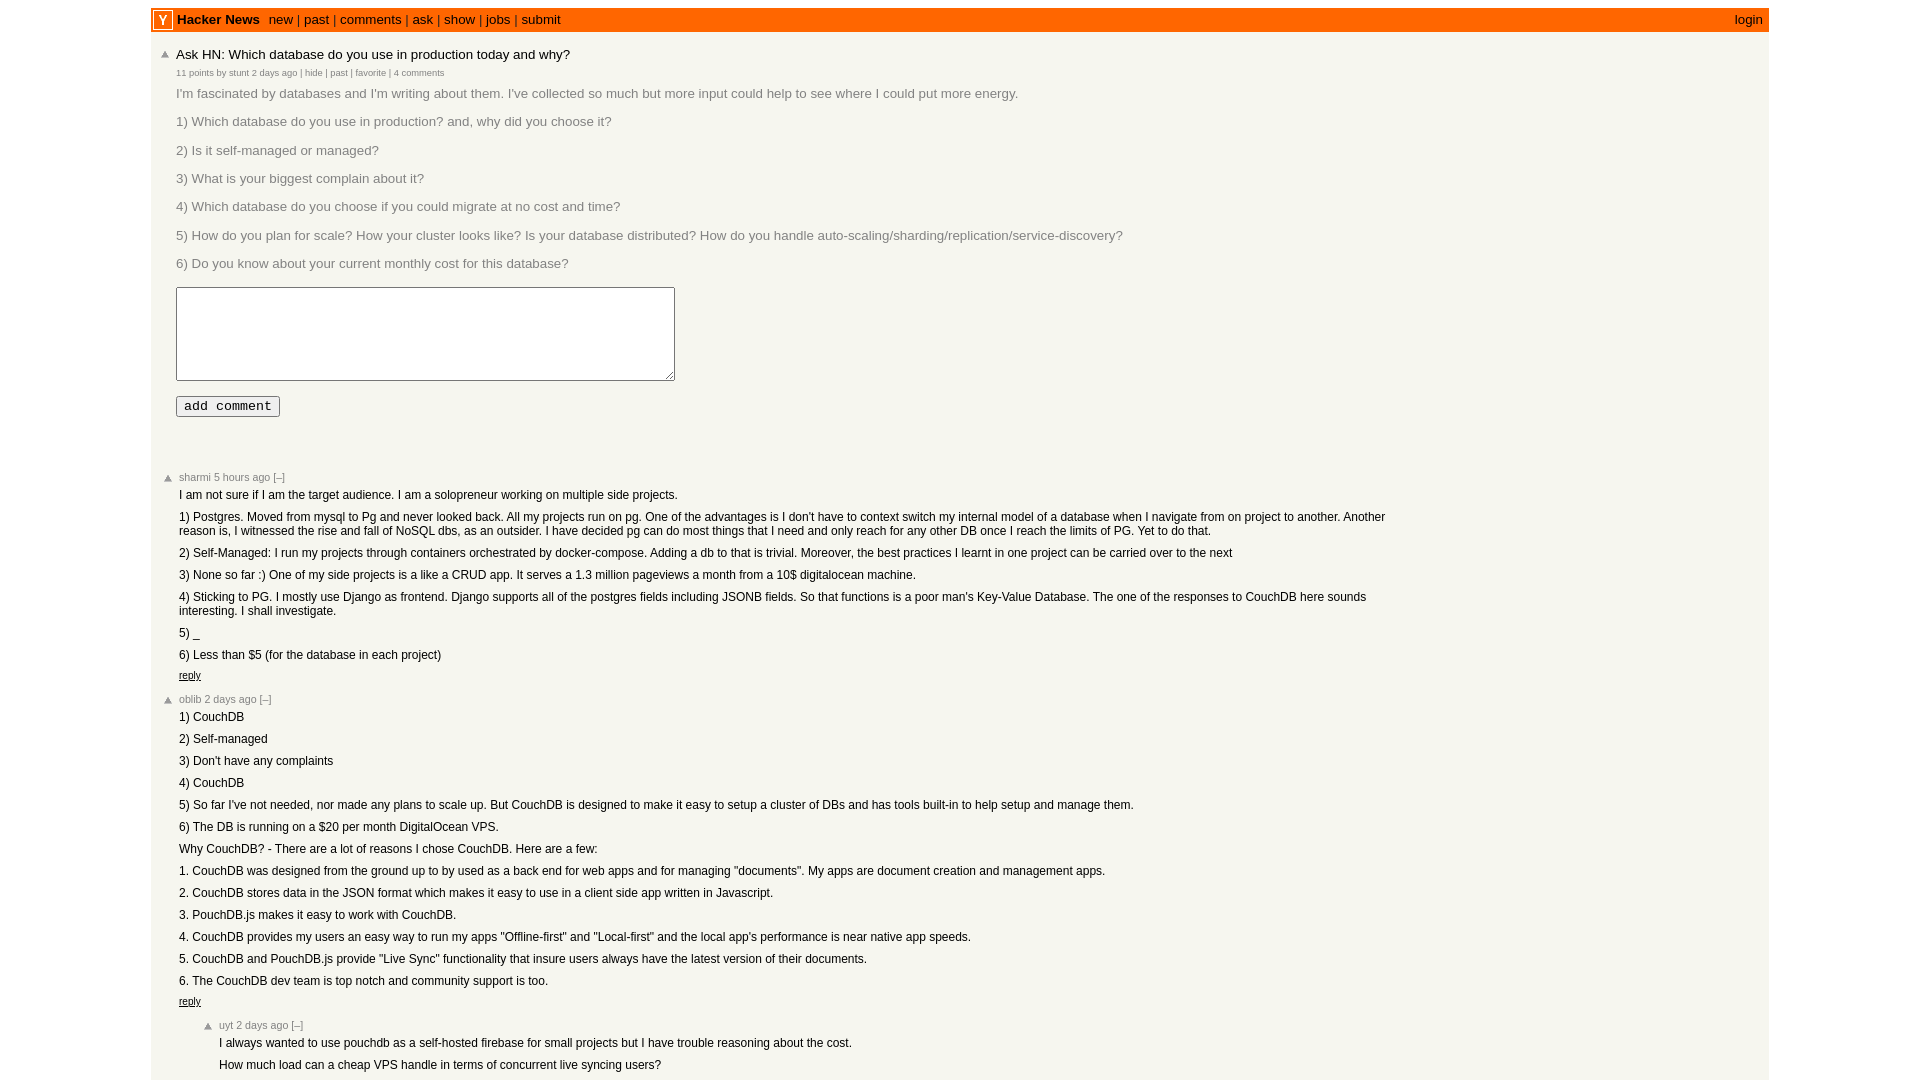 Y Hacker News new | past | comments | ask | show | jobs | submit login
Ask HN: Which database do you use in production today and why?
11 points by stunt 2 days ago | hide | past | favorite | 4 comments
I'm fascinated by databases and I'm writing about them. I've collected so much but more input could help to see where I could put more energy.
1) Which database do you use in production? and, why did you choose it?
2) Is it self-managed or managed?
3) What is your biggest complain about it?
4) Which database do you choose if you could migrate at no cost and time?
5) How do you plan for scale? How your cluster looks like? Is your database distributed? How do you handle auto-scaling/sharding/replication/service-discovery?
6) Do you know about your current monthly cost for this database?
add comment
sharmi 5 hours ago [–]
I am not sure if I am the target audience. I am a solopreneur working on multiple side projects.
1) Postgres. Moved from mysql to Pg and never looked back. All my projects run on pg. One of the advantages is I don't have to context switch my internal model of a database when I navigate from on project to another. Another
reason is, I witnessed the rise and fall of NoSQL dbs, as an outsider. I have decided pg can do most things that I need and only reach for any other DB once I reach the limits of PG. Yet to do that.
2) Self-Managed: I run my projects through containers orchestrated by docker-compose. Adding a db to that is trivial. Moreover, the best practices I learnt in one project can be carried over to the next
3) None so far :) One of my side projects is a like a CRUD app. It serves a 1.3 million pageviews a month from a 10$ digitalocean machine.
4) Sticking to PG. I mostly use Django as frontend. Django supports all of the postgres fields including JSONB fields. So that functions is a poor man's Key-Value Database. The one of the responses to CouchDB here sounds
interesting. I shall investigate.
5) _
6) Less than $5 (for the database in each project)
reply
oblib 2 days ago [–]
1) CouchDB
2) Self-managed
3) Don't have any complaints
4) CouchDB
5) So far I've not needed, nor made any plans to scale up. But CouchDB is designed to make it easy to setup a cluster of DBs and has tools built-in to help setup and manage them.
6) The DB is running on a $20 per month DigitalOcean VPS.
Why CouchDB? - There are a lot of reasons I chose CouchDB. Here are a few:
1. CouchDB was designed from the ground up to by used as a back end for web apps and for managing "documents". My apps are document creation and management apps.
2. CouchDB stores data in the JSON format which makes it easy to use in a client side app written in Javascript.
3. PouchDB.js makes it easy to work with CouchDB.
4. CouchDB provides my users an easy way to run my apps "Offline-first" and "Local-first" and the local app's performance is near native app speeds.
5. CouchDB and PouchDB.js provide "Live Sync" functionality that insure users always have the latest version of their documents.
6. The CouchDB dev team is top notch and community support is too.
reply
uyt 2 days ago [–]
I always wanted to use pouchdb as a self-hosted firebase for small projects but I have trouble reasoning about the cost.
How much load can a cheap VPS handle in terms of concurrent live syncing users?